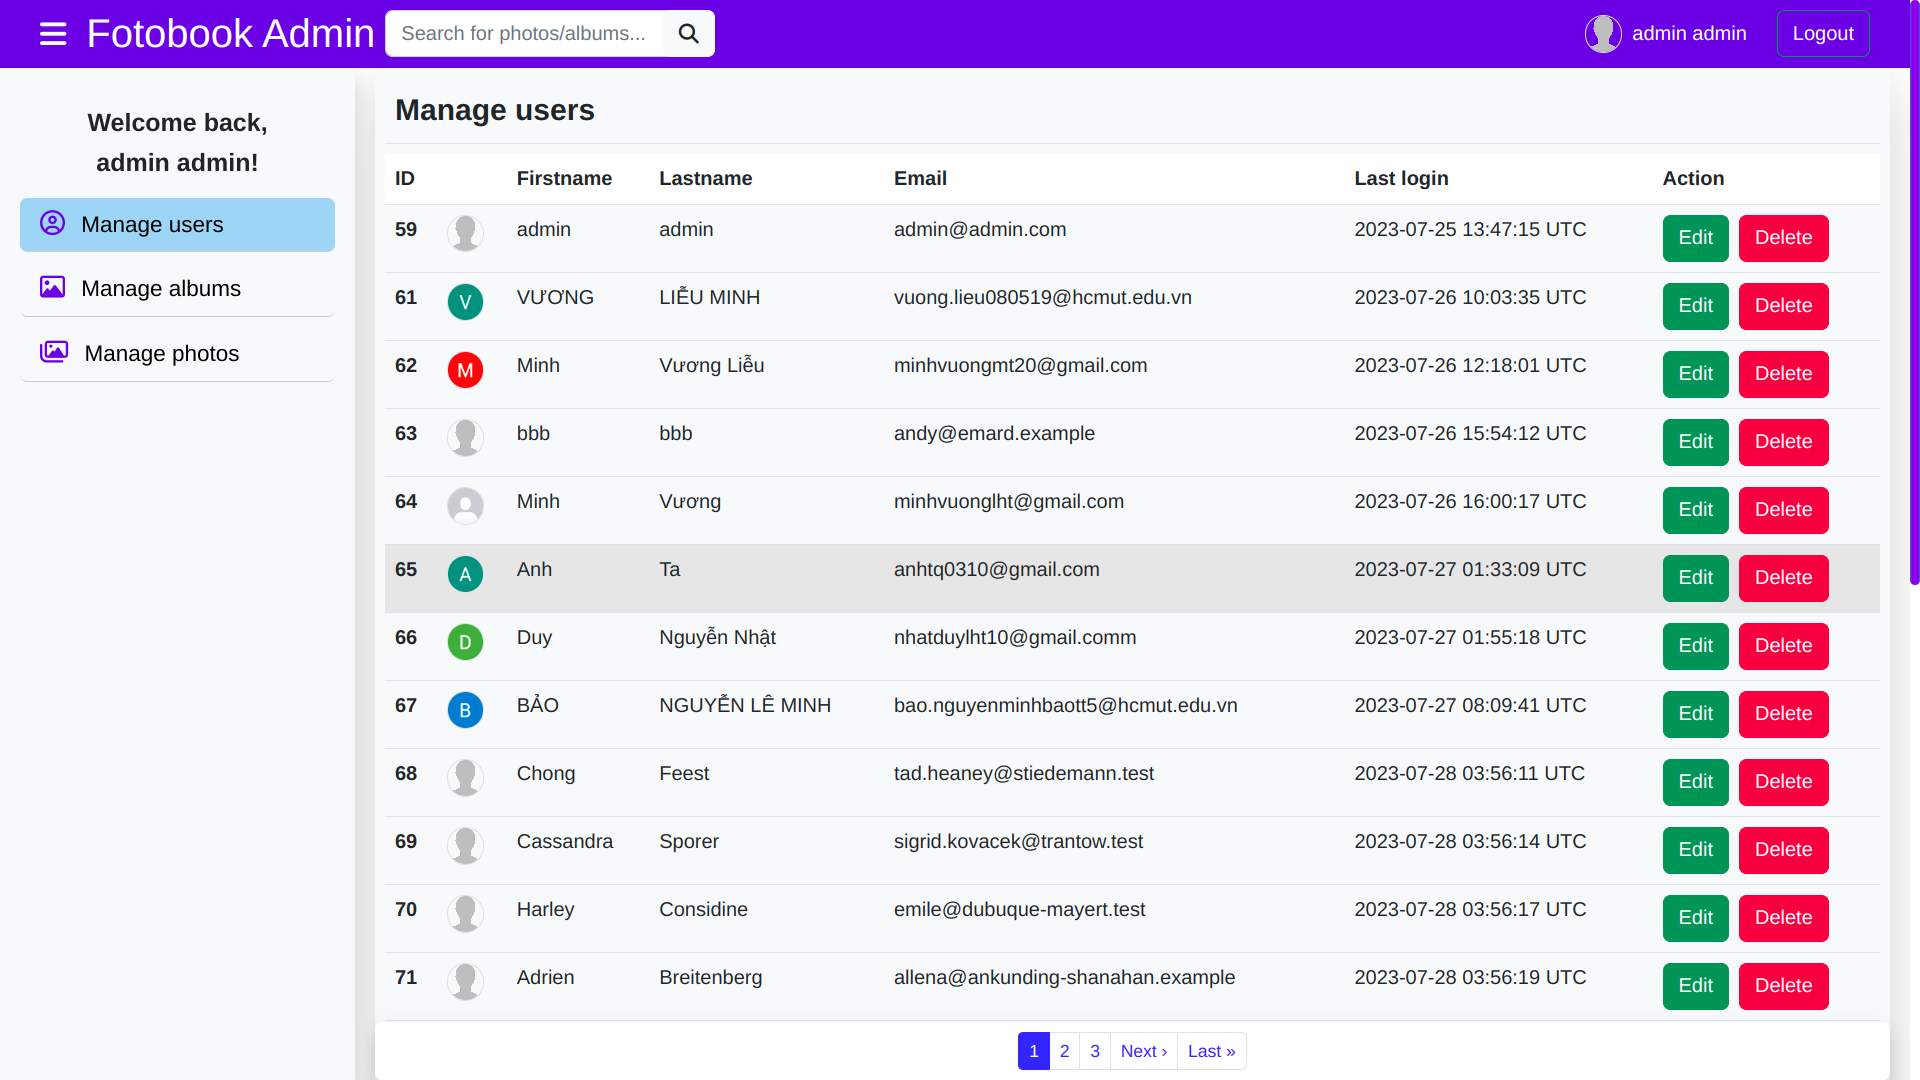 Fotobook Admin
Search for photos/albums...
admin admin
Logout
Welcome back,
admin admin!
Manage users
Manage albums
Manage photos
Manage users
ID Firstname Lastname Email Last login Action
59 admin admin admin@admin.com 2023-07-25 13:47:15 UTC Edit Delete
61 V VƯƠNG LIỄU MINH vuong.lieu080519@hcmut.edu.vn 2023-07-26 10:03:35 UTC Edit Delete
62 M Minh Vương Liễu minhvuongmt20@gmail.com 2023-07-26 12:18:01 UTC Edit Delete
63 bbb bbb andy@emard.example 2023-07-26 15:54:12 UTC Edit Delete
64 Minh Vương minhvuonglht@gmail.com 2023-07-26 16:00:17 UTC Edit Delete
65 A Anh Ta anhtq0310@gmail.com 2023-07-27 01:33:09 UTC Edit Delete
66 D Duy Nguyễn Nhật nhatduylht10@gmail.comm 2023-07-27 01:55:18 UTC Edit Delete
67 B BẢO NGUYỄN LÊ MINH bao.nguyenminhbaott5@hcmut.edu.vn 2023-07-27 08:09:41 UTC Edit Delete
68 Chong Feest tad.heaney@stiedemann.test 2023-07-28 03:56:11 UTC Edit Delete
69 Cassandra Sporer sigrid.kovacek@trantow.test 2023-07-28 03:56:14 UTC Edit Delete
70 Harley Considine emile@dubuque-mayert.test 2023-07-28 03:56:17 UTC Edit Delete
71 Adrien Breitenberg allena@ankunding-shanahan.example 2023-07-28 03:56:19 UTC Edit Delete
1 2 3 Next › Last »